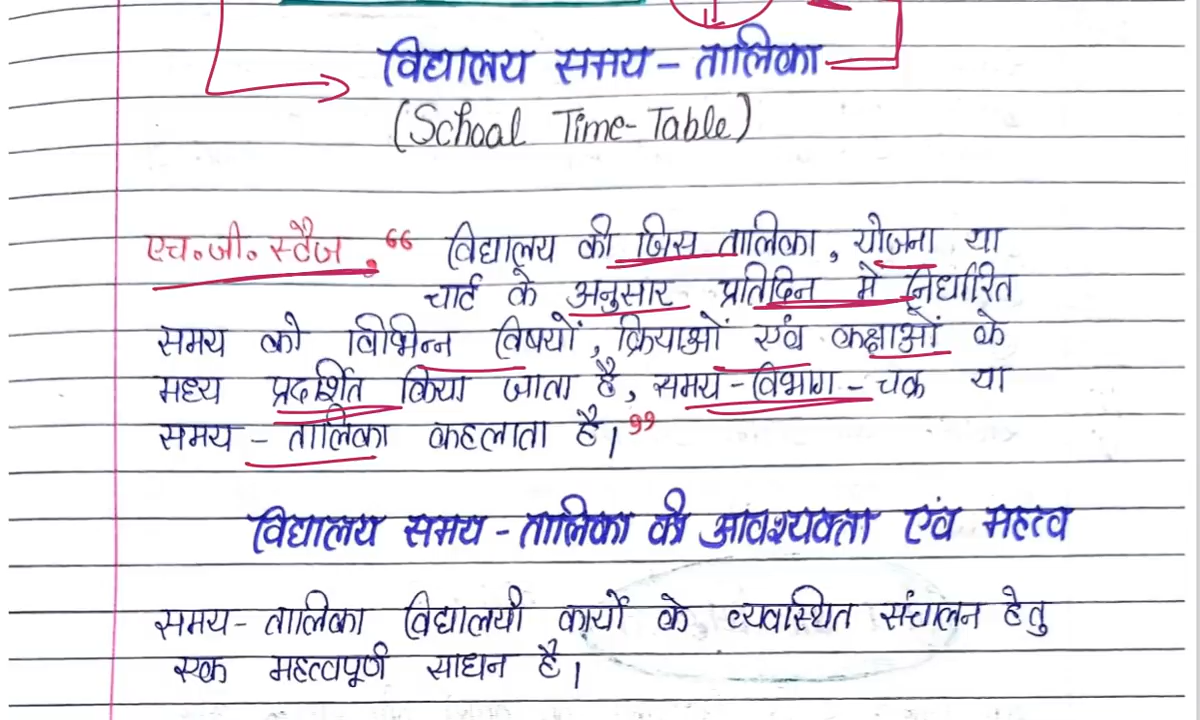 विद्यालय समय - तालिका
(School Time-Table)
एच.जी. स्टैज, “ विद्यालय की जिस तालिका, योजना या
चार्ट के अनुसार प्रतिदिन में निर्धारित
समय को विभिन्न विषयों, क्रियाओं एवं कक्षाओं के
मध्य प्रदर्शित किया जाता है, समय - विभाग - चक्र या
समय - तालिका कहलाता है।”
विद्यालय समय - तालिका की आवश्यक्ता एवं महत्व
समय - तालिका विद्यालयी कार्यों के व्यवस्थित संचालन हेतु
एक महत्वपूर्ण साधन है।